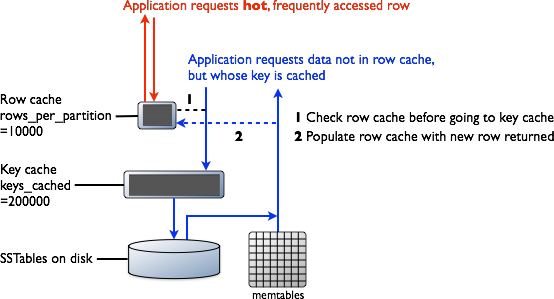 Application requests hot, frequently accessed row
Application requests data not in row cache,
but whose key is cached
Row cache
rows_per_partition
=10000
1
1 Check row cache before going to key cache
2
2 Populate row cache with new row returned
Key cache
keys_cached
=200000
SSTables on disk
memtables